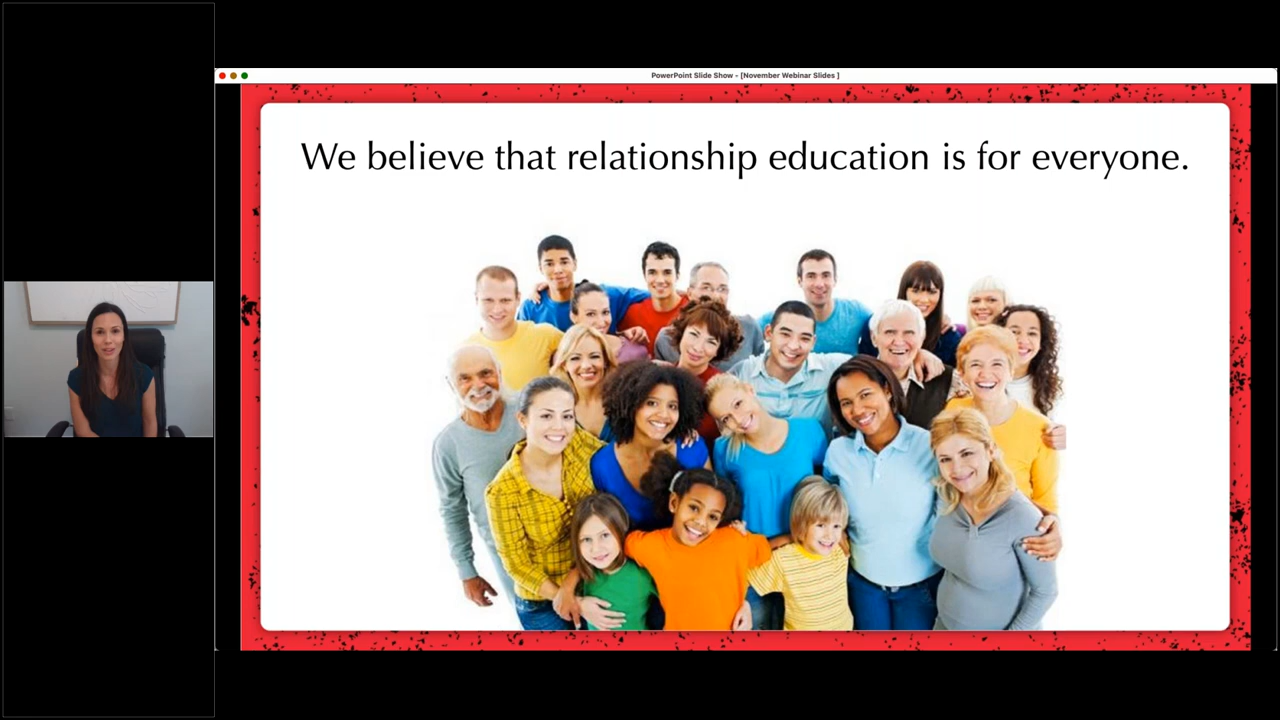 PowerPoint Slide Show - [November Webinar Slides ]
We believe that relationship education is for everyone.